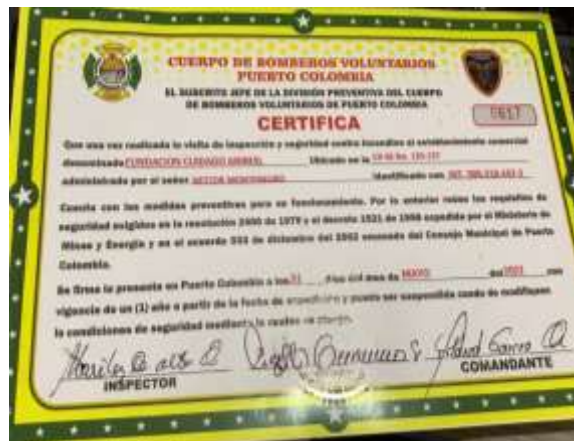 CUERPO DE BOMBEROS VOLUNTARIOS
PUERTO COLOMBIA
EL SUSCRITO JEFE DE LA DIVISIÓN PREVENTIVA DEL CUERPO
DE BOMBEROS VOLUNTARIOS DE PUERTO COLOMBIA
CERTIFICA
0617
Que una vez realizada la visita de inspección y seguridad contra incendios al establecimiento comercial
denominado FUNDACION CUIDADO ANIMAL Ubicado en la
administrado por el señor Identificado con
Cuenta con las medidas preventivas para su funcionamiento. Por lo anterior reúne los requisitos de
seguridad exigidos en la resolución 2400 de 1979 y el decreto 1521 de 1998 expedida por el Ministerio de
Minas y Energía y en el acuerdo 033 de diciembre del 2002 emanada del Consejo Municipal de Puerto
Colombia.
Se firma la presente en Puerto Colombia a los días del mes de MAYO del con
vigencia de un (1) año a partir de la fecha de expedición y puede ser suspendida cuando se modifiquen
la condiciones de seguridad mediante la
INSPECTOR
COMANDANTE